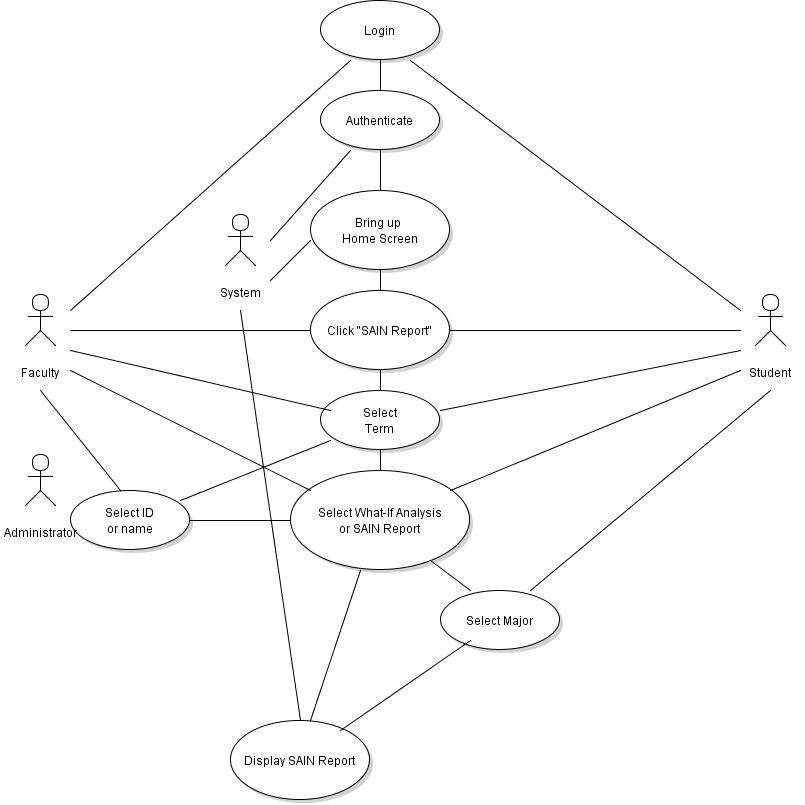 Login
Authenticate
Bring up
Home Screen
System
Click "SAIN Report"
Faculty
Student
Select
Term
Select ID
or name
Select What-If Analysis
or SAIN Report
Administrator
Select Major
Display SAIN Report